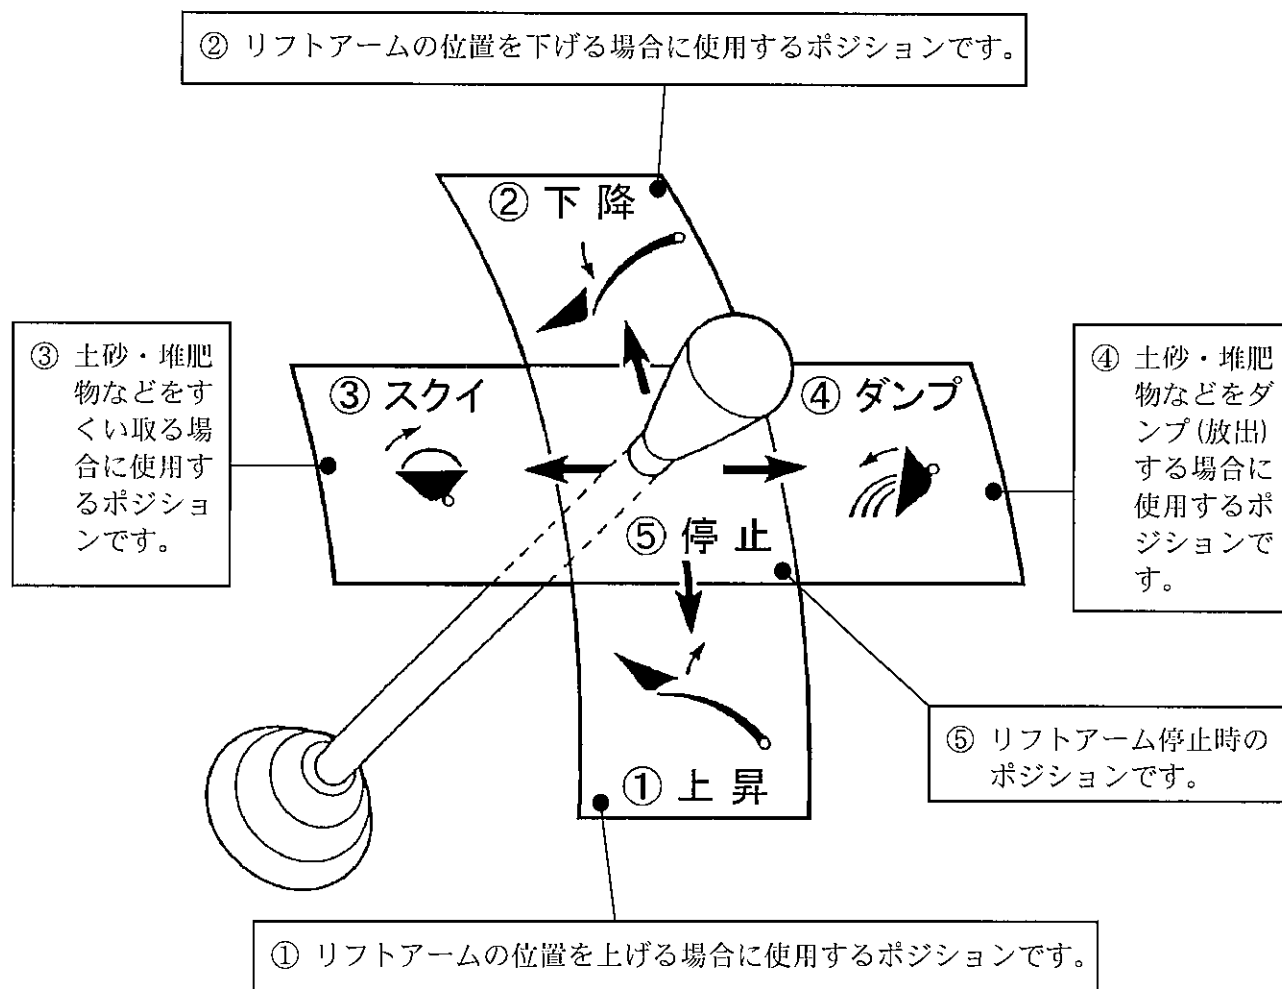 ② リフトアームの位置を下げる場合に使用するポジションです。
② 下降
③ 土砂・堆肥
物などをす
くい取る場
合に使用す
るポジショ
ンです。
③ スクイ
④ ダンプ
④ 土砂・堆肥
物などをダ
ンプ(放出)
する場合に
使用するポ
ジションで
す。
⑤ 停止
⑤ リフトアーム停止時の
ポジションです。
① 上昇
① リフトアームの位置を上げる場合に使用するポジションです。